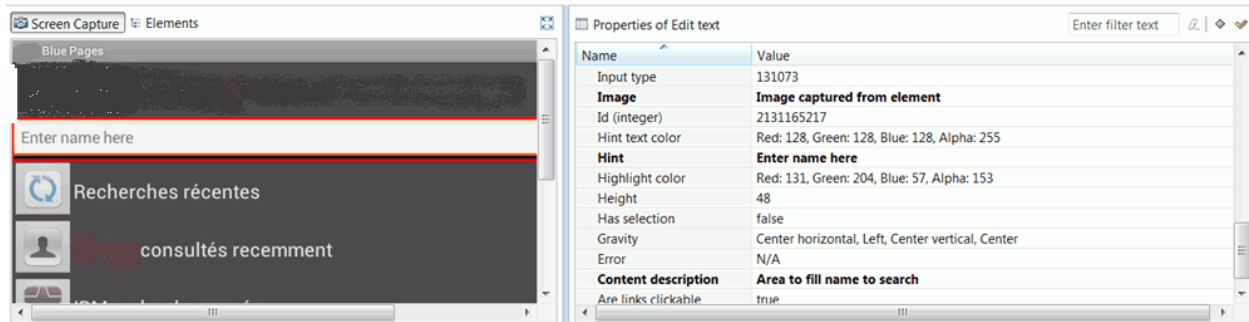 Screen Capture
Elements
Blue Pages
Enter name here
Recherches récentes
consultés recemment
Properties of Edit text
Enter filter text
Name Value
Input type 131073
Image Image captured from element
Id (integer) 2131165217
Hint text color Red: 128, Green: 128, Blue: 128, Alpha: 255
Hint Enter name here
Highlight color Red: 131, Green: 204, Blue: 57, Alpha: 153
Height 48
Has selection false
Gravity Center horizontal, Left, Center vertical, Center
Error N/A
Content description Area to fill name to search
Are links clickable true